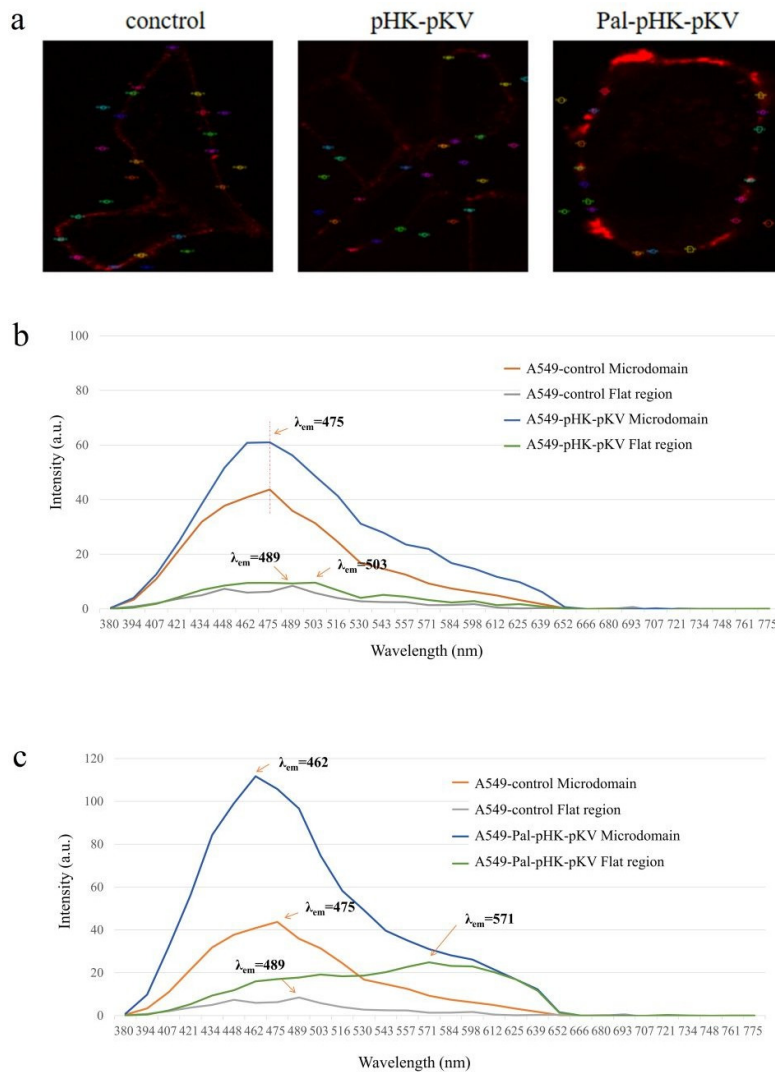 a
conctrol pHK-pKV Pal-pHK-pKV
b
100
80
60
40
20
0
Intensity (a.u.)
A549-control Microdomain
A549-control Flat region
A549-pHK-pKV Microdomain
A549-pHK-pKV Flat region
λem=475
λem=489
λem=503
380 394 407 421 434 448 462 475 489 503 516 530 543 557 571 584 598 612 625 639 652 666 680 693 707 721 734 748 761 775
Wavelength (nm)
c
120
100
80
60
40
20
0
Intensity (a.u.)
λem=462
A549-control Microdomain
A549-control Flat region
A549-Pal-pHK-pKV Microdomain
A549-Pal-pHK-pKV Flat region
λem=475
λem=571
λem=489
380 394 407 421 434 448 462 475 489 503 516 530 543 557 571 584 598 612 625 639 652 666 680 693 707 721 734 748 761 775
Wavelength (nm)